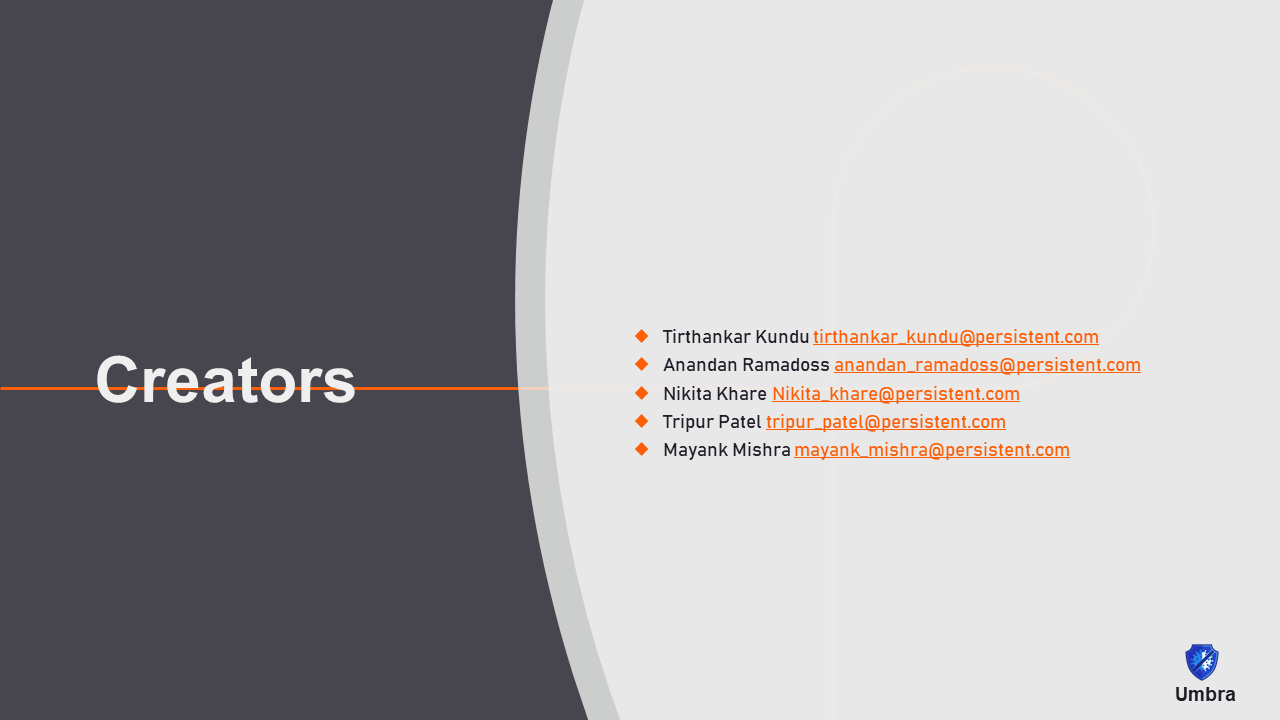 Creators
Tirthankar Kundu tirthankar_kundu@persistent.com
Anandan Ramadoss anandan_ramadoss@persistent.com
Nikita Khare Nikita_khare@persistent.com
Tripur Patel tripur_patel@persistent.com
Mayank Mishra mayank_mishra@persistent.com
Umbra